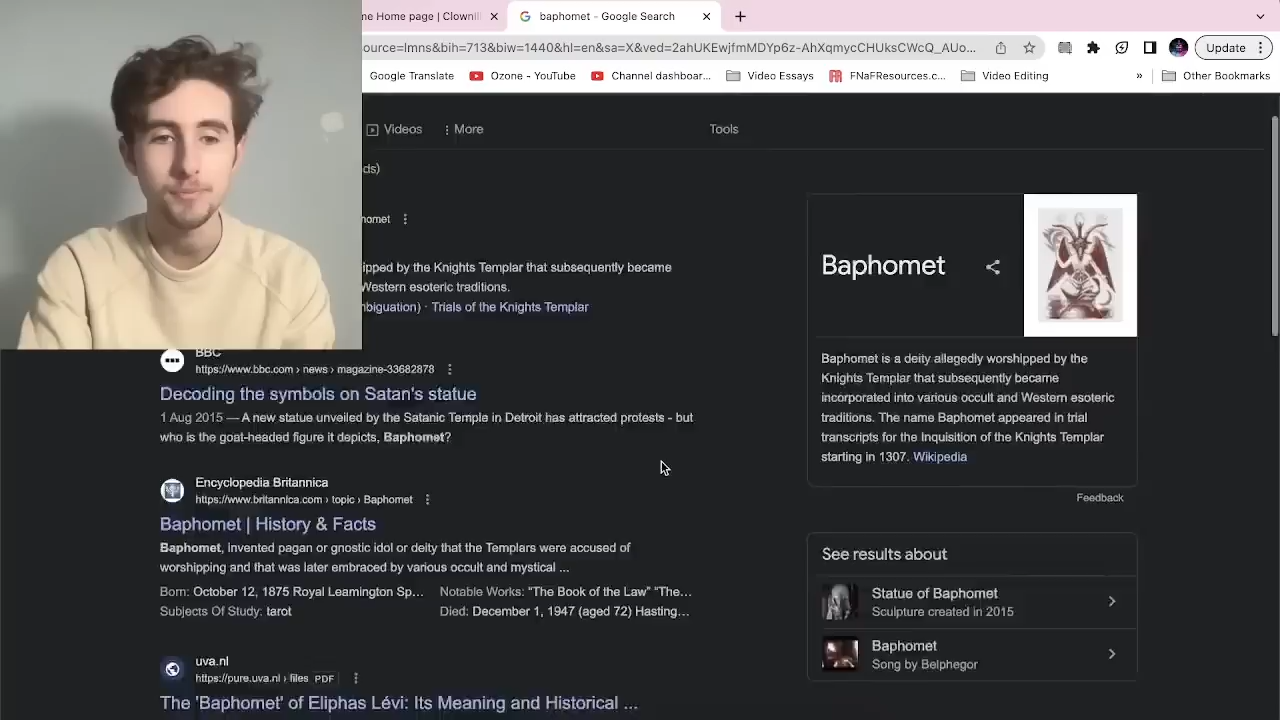 ne Home page | Clownill
baphomet - Google Search
ource=lmns&bih=713&biw=1440&hl=en&sa=X&ved=2ahUKEwjfmMDYp6z-AhXqmycCHUksCWcQ_AUo...
Update
Google Translate
Ozone - YouTube
Channel dashboar...
Video Essays
FNaFResources.c...
Video Editing
»
Other Bookmarks
Videos
More
Tools
ds)
homet
ipped by the Knights Templar that subsequently became
Western esoteric traditions.
nbiguation) · Trials of the Knights Templar
BBC
https://www.bbc.com › news › magazine-33682878
Decoding the symbols on Satan's statue
1 Aug 2015 — A new statue unveiled by the Satanic Temple in Detroit has attracted protests - but
who is the goat-headed figure it depicts, Baphomet?
Encyclopedia Britannica
https://www.britannica.com › topic › Baphomet
Baphomet | History & Facts
Baphomet, invented pagan or gnostic idol or deity that the Templars were accused of
worshipping and that was later embraced by various occult and mystical ...
Born: October 12, 1875 Royal Leamington Sp...
Notable Works: "The Book of the Law" "The...
Subjects Of Study: tarot
Died: December 1, 1947 (aged 72) Hasting...
uva.nl
https://pure.uva.nl › files PDF
The 'Baphomet' of Eliphas Lévi: Its Meaning and Historical ...
Baphomet
Baphomet is a deity allegedly worshipped by the
Knights Templar that subsequently became
incorporated into various occult and Western esoteric
traditions. The name Baphomet appeared in trial
transcripts for the Inquisition of the Knights Templar
starting in 1307. Wikipedia
Feedback
See results about
Statue of Baphomet
Sculpture created in 2015
Baphomet
Song by Belphegor